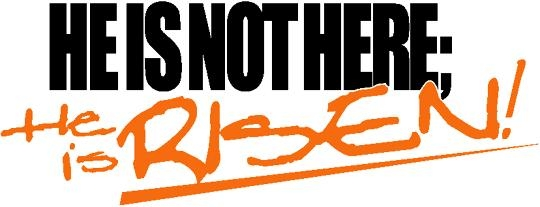 HE IS NOT HERE;
He
is RISEN!